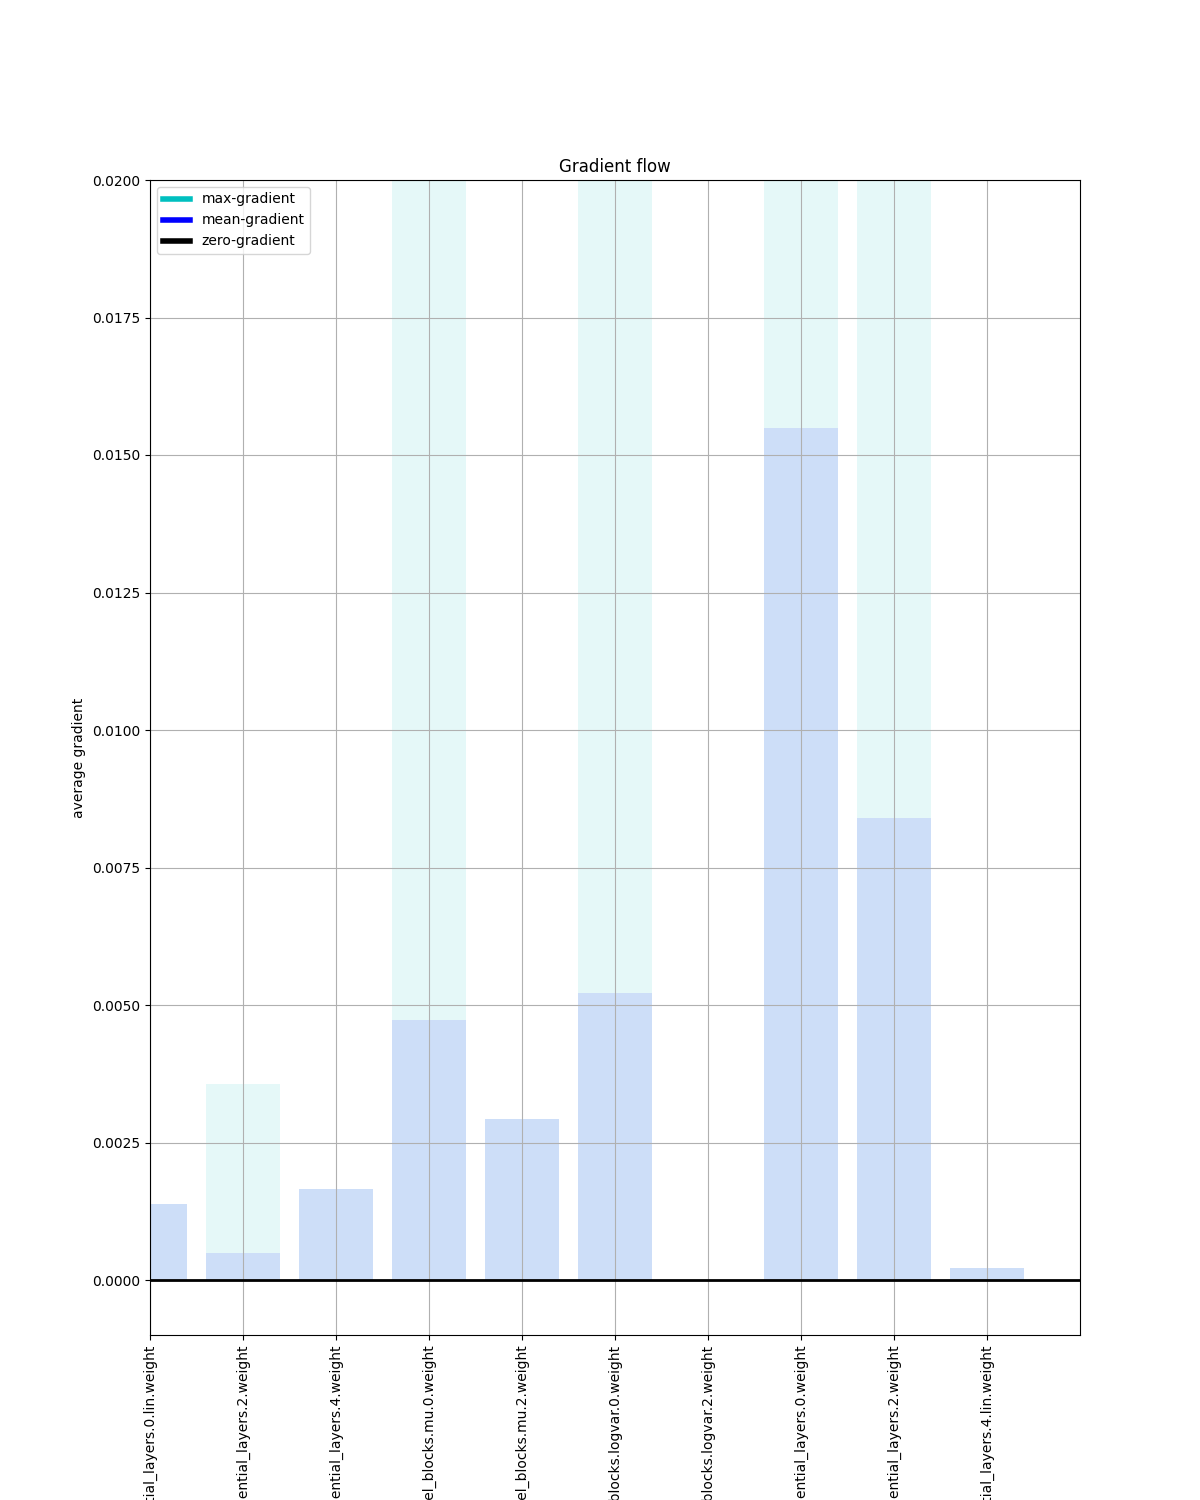 Gradient flow
max-gradient
mean-gradient
zero-gradient
0.0200
0.0175
0.0150
0.0125
0.0100
0.0075
0.0050
0.0025
0.0000
average gradient
tial_layers.0.lin.weight
ential_layers.2.weight
ential_layers.4.weight
el_blocks.mu.0.weight
el_blocks.mu.2.weight
blocks.logvar.0.weight
blocks.logvar.2.weight
ential_layers.0.weight
ential_layers.2.weight
tial_layers.4.lin.weight